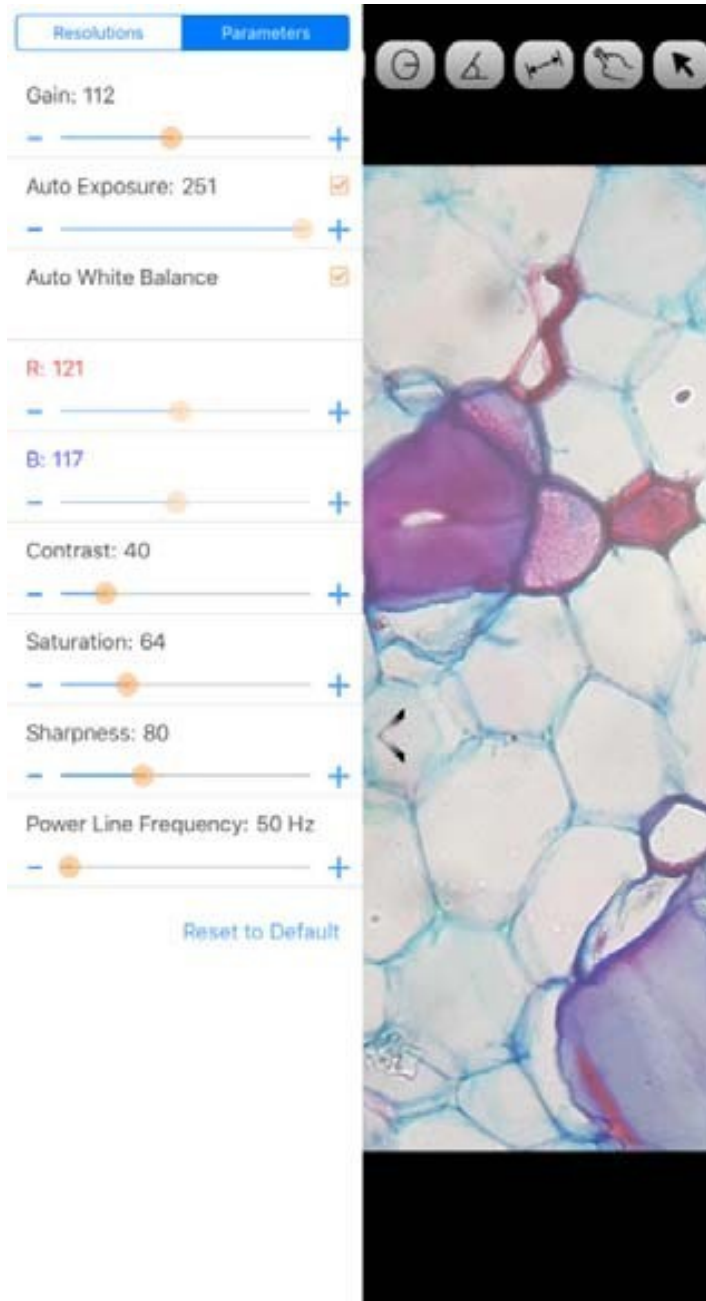 Resolutions
Parameters
Gain: 112
Auto Exposure: 251
Auto White Balance
R: 121
B: 117
Contrast: 40
Saturation: 64
Sharpness: 80
Power Line Frequency: 50 Hz
Reset to Default